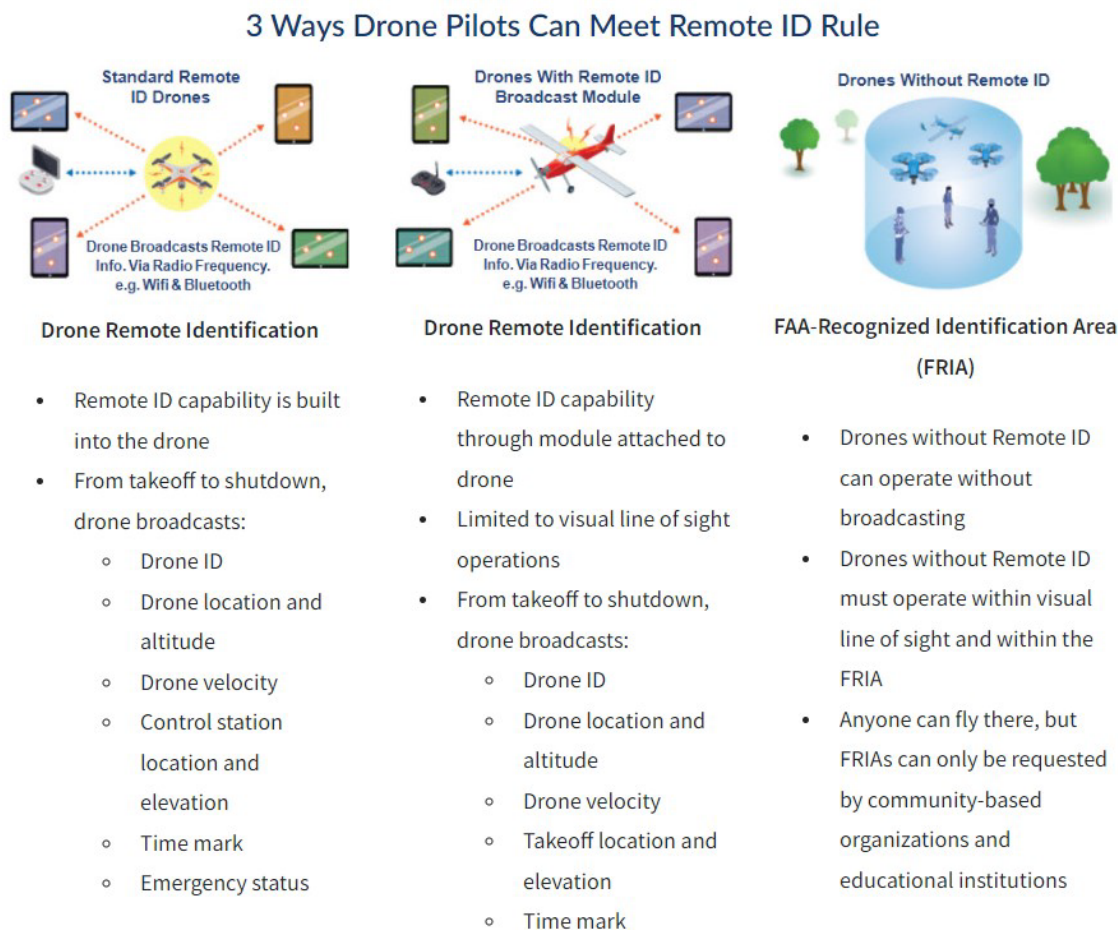 3 Ways Drone Pilots Can Meet Remote ID Rule
Standard Remote
ID Drones
Drone Broadcasts Remote ID
Info. Via Radio Frequency.
e.g. Wifi & Bluetooth
Drone Remote Identification
• Remote ID capability is built
into the drone
• From takeoff to shutdown,
drone broadcasts:
◦ Drone ID
◦ Drone location and
altitude
◦ Drone velocity
◦ Control station
location and
elevation
◦ Time mark
◦ Emergency status
Drones With Remote ID
Broadcast Module
Drone Broadcasts Remote ID
Info. Via Radio Frequency.
e.g. Wifi & Bluetooth
Drone Remote Identification
• Remote ID capability
through module attached to
drone
• Limited to visual line of sight
operations
• From takeoff to shutdown,
drone broadcasts:
◦ Drone ID
◦ Drone location and
altitude
◦ Drone velocity
◦ Takeoff location and
elevation
◦ Time mark
Drones Without Remote ID
FAA-Recognized Identification Area
(FRIA)
• Drones without Remote ID
can operate without
broadcasting
• Drones without Remote ID
must operate within visual
line of sight and within the
FRIA
• Anyone can fly there, but
FRIAs can only be requested
by community-based
organizations and
educational institutions